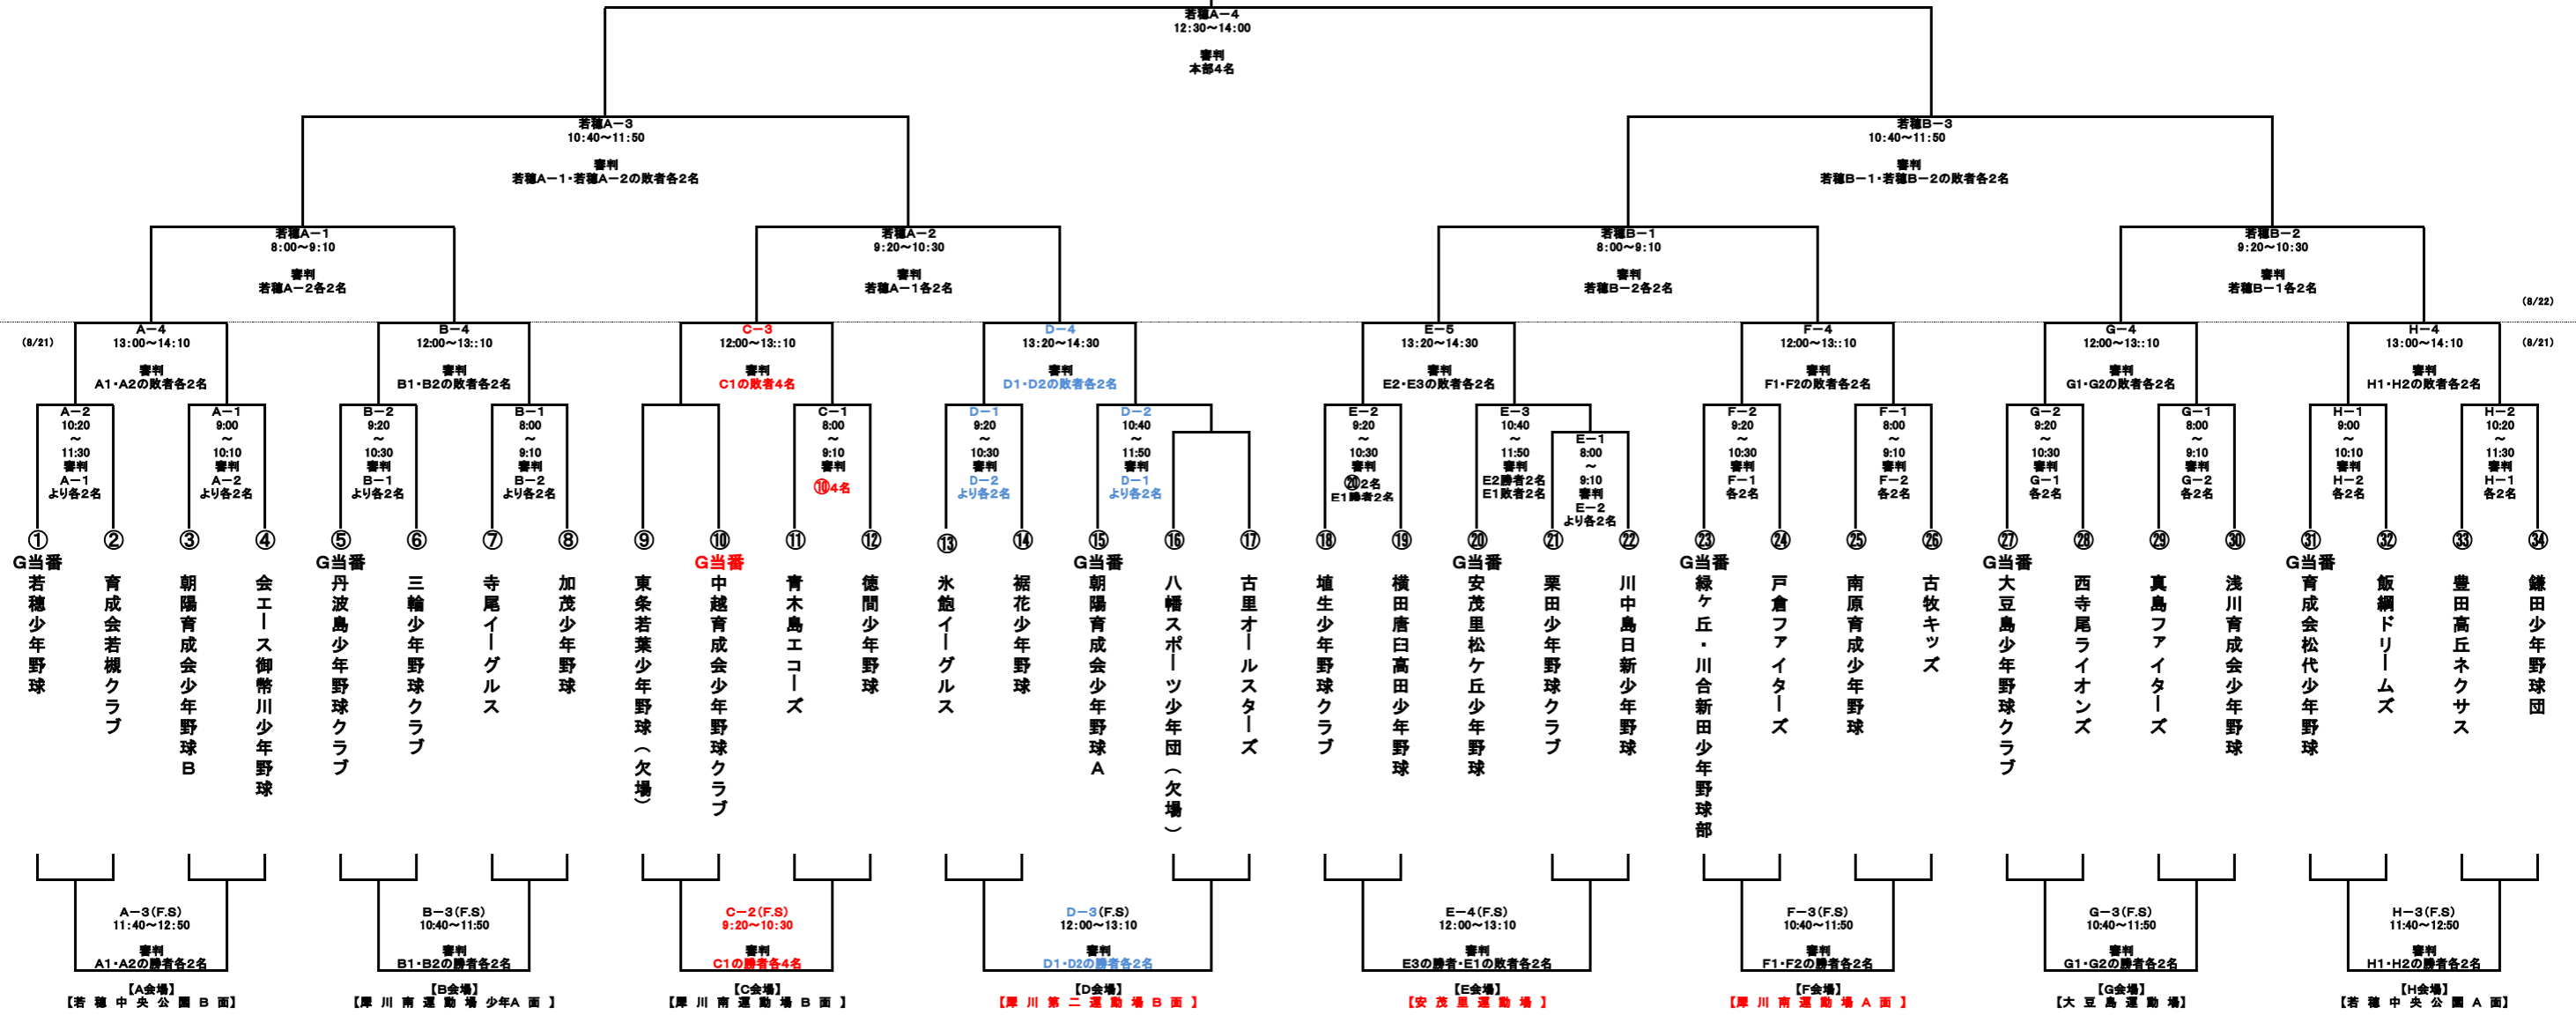 若穂A－4
12:30～14:00
審判
本部4名
若穂A－3
10:40～11:50
審判
若穂A－1・若穂A－2の敗者各2名
若穂B－3
10:40～11:50
審判
若穂B－1・若穂B－2の敗者各2名
若穂A－1
8:00～9:10
審判
若穂A－2各2名
若穂A－2
9:20～10:30
審判
若穂A－1各2名
若穂B－1
8:00～9:10
審判
若穂B－2各2名
若穂B－2
9:20～10:30
審判
若穂B－1各2名
(8/22)
(8/21)
A－4
13:00～14:10
審判
A1・A2の敗者各2名
B－4
12:00～13::10
審判
B1・B2の敗者各2名
C－3
12:00～13::10
審判
C1の敗者4名
D－4
13:20～14:30
審判
D1・D2の敗者各2名
E－5
13:20～14:30
審判
E2・E3の敗者各2名
F－4
12:00～13::10
審判
F1・F2の敗者各2名
G－4
12:00～13::10
審判
G1・G2の敗者各2名
H－4
13:00～14:10
審判
H1・H2の敗者各2名
(8/21)
A－2
10:20
～
11:30
審判
A－1
より各2名
A－1
9:00
～
10:10
審判
A－2
より各2名
B－2
9:20
～
10:30
審判
B－1
より各2名
B－1
8:00
～
9:10
審判
B－2
より各2名
C－1
8:00
～
9:10
審判
⑩4名
D－1
9:20
～
10:30
審判
D－2
より各2名
D－2
10:40
～
11:50
審判
D－1
より各2名
E－2
9:20
～
10:30
審判
⑳2名
E1勝者2名
E－3
10:40
～
11:50
審判
E2勝者2名
E1敗者2名
E－1
8:00
～
9:10
審判
E－2
より各2名
F－2
9:20
～
10:30
審判
F－1
各2名
F－1
8:00
～
9:10
審判
F－2
各2名
G－2
9:20
～
10:30
審判
G－1
各2名
G－1
8:00
～
9:10
審判
G－2
各2名
H－1
9:00
～
10:10
審判
H－2
各2名
H－2
10:20
～
11:30
審判
H－1
各2名
①
G当番
若穂少年野球
②
育成会若槻クラブ
③
朝陽育成会少年野球B
④
会エース御幣川少年野球
⑤
G当番
丹波島少年野球クラブ
⑥
三輪少年野球クラブ
⑦
寺尾イーグルス
⑧
加茂少年野球
⑨
東条若葉少年野球(欠場)
⑩
G当番
中越育成会少年野球クラブ
⑪
青木島エコーズ
⑫
徳間少年野球
⑬
氷鉋イーグルス
⑭
裾花少年野球
⑮
G当番
朝陽育成会少年野球A
⑯
八幡スポーツ少年団(欠場)
⑰
古里オールスターズ
⑱
埴生少年野球クラブ
⑲
横田唐臼高田少年野球
⑳
G当番
安茂里松ケ丘少年野球
㉑
栗田少年野球クラブ
㉒
川中島日新少年野球
㉓
G当番
緑ヶ丘・川合新田少年野球部
㉔
戸倉ファイターズ
㉕
南原育成少年野球
㉖
古牧キッズ
㉗
G当番
大豆島少年野球クラブ
㉘
西寺尾ライオンズ
㉙
真島ファイターズ
㉚
浅川育成会少年野球
㉛
G当番
育成会松代少年野球
㉜
飯綱ドリームズ
㉝
豊田高丘ネクサス
㉞
鎌田少年野球団
A－3(F.S)
11:40～12:50
審判
A1・A2の勝者各2名
B－3(F.S)
10:40～11:50
審判
B1・B2の勝者各2名
C－2(F.S)
9:20～10:30
審判
C1の勝者各4名
D－3(F.S)
12:00～13:10
審判
D1・D2の勝者各2名
E－4(F.S)
12:00～13:10
審判
E3の勝者・E1の敗者各2名
F－3(F.S)
10:40～11:50
審判
F1・F2の勝者各2名
G－3(F.S)
10:40～11:50
審判
G1・G2の勝者各2名
H－3(F.S)
11:40～12:50
審判
H1・H2の勝者各2名
【A会場】
【若 穂 中 央 公 園 B 面】
【B会場】
【犀 川 南 運 動 場 少年A 面 】
【C会場】
【犀 川 南 運 動 場 B 面 】
【D会場】
【犀 川 第 二 運 動 場 B 面 】
【E会場】
【安 茂 里 運 動 場 】
【F会場】
【犀 川 南 運 動 場 A 面 】
【G会場】
【大 豆 島 運 動 場】
【H会場】
【若 穂 中 央 公 園 A 面】